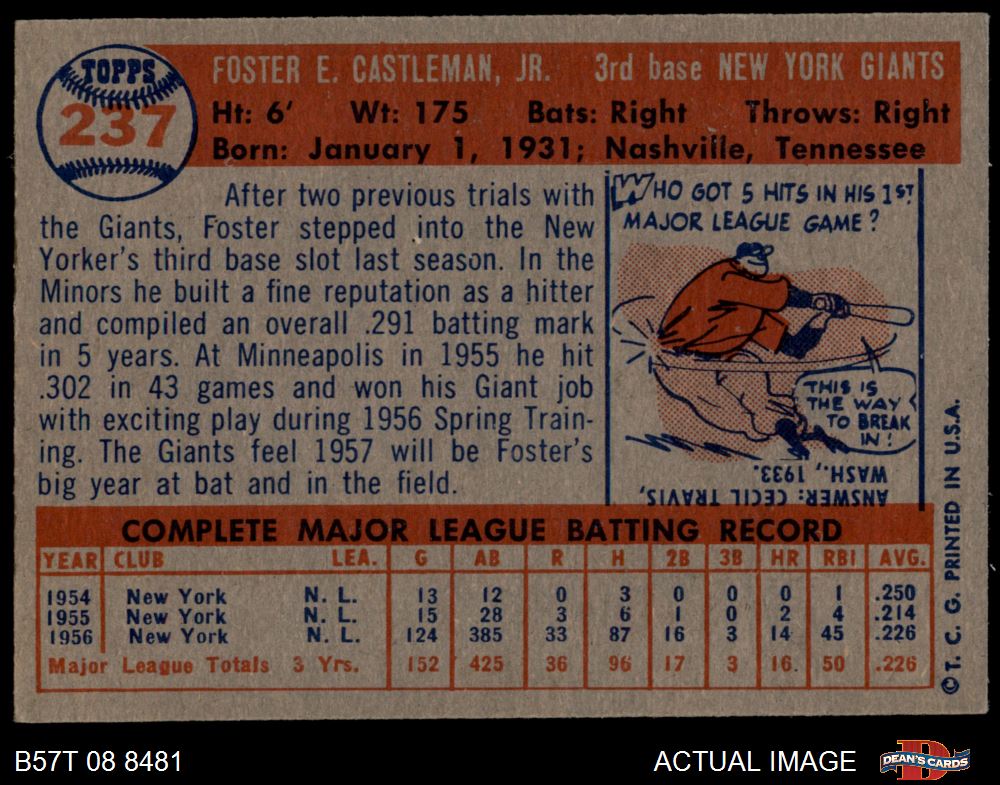 TOPPS
237
FOSTER E. CASTLEMAN, JR. 3rd base NEW YORK GIANTS
Ht: 6' Wt: 175 Bats: Right Throws: Right
Born: January 1, 1931; Nashville, Tennessee
After two previous trials with
the Giants, Foster stepped into the New
Yorker's third base slot last season. In the
Minors he built a fine reputation as a hitter
and compiled an overall .291 batting mark
in 5 years. At Minneapolis in 1955 he hit
.302 in 43 games and won his Giant job
with exciting play during 1956 Spring Train-
ing. The Giants feel 1957 will be Foster's
big year at bat and in the field.
WHO GOT 5 HITS IN HIS 1ST.
MAJOR LEAGUE GAME?
THIS IS
THE WAY
TO BREAK
IN!
ANSWER: CECIL TRAVIS,
WASH., 1933.
COMPLETE MAJOR LEAGUE BATTING RECORD
YEAR CLUB LEA. G AB R H 2B 3B HR RBI AVG.
1954 New York N. L. 13 12 0 3 0 0 0 1 .250
1955 New York N. L. 15 28 3 6 1 0 2 4 .214
1956 New York N. L. 124 385 33 87 16 3 14 45 .226
Major League Totals 3 Yrs. 152 425 36 96 17 3 16. 50 .226
©T. C. G. PRINTED IN U.S.A.
B57T 08 8481 ACTUAL IMAGE
D
DEAN'S CARDS